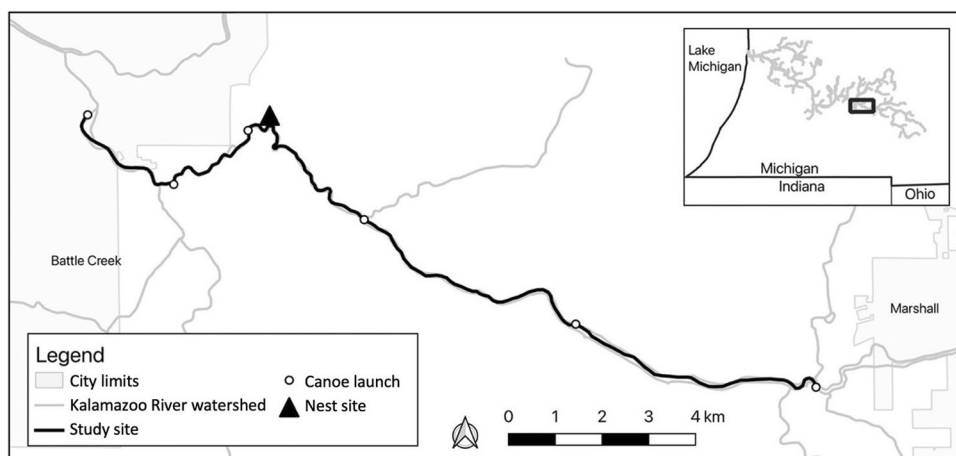 Lake
Michigan
Michigan
Indiana
Ohio
Battle Creek
Marshall
Legend
City limits
Canoe launch
Kalamazoo River watershed
Nest site
Study site
0 1 2 3 4 km